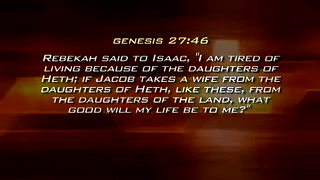 GENESIS 27:46
REBEKAH SAID TO ISAAC, "I AM TIRED OF
LIVING BECAUSE OF THE DAUGHTERS OF
HETH; IF JACOB TAKES A WIFE FROM THE
DAUGHTERS OF HETH, LIKE THESE, FROM
THE DAUGHTERS OF THE LAND, WHAT
GOOD WILL MY LIFE BE TO ME?"